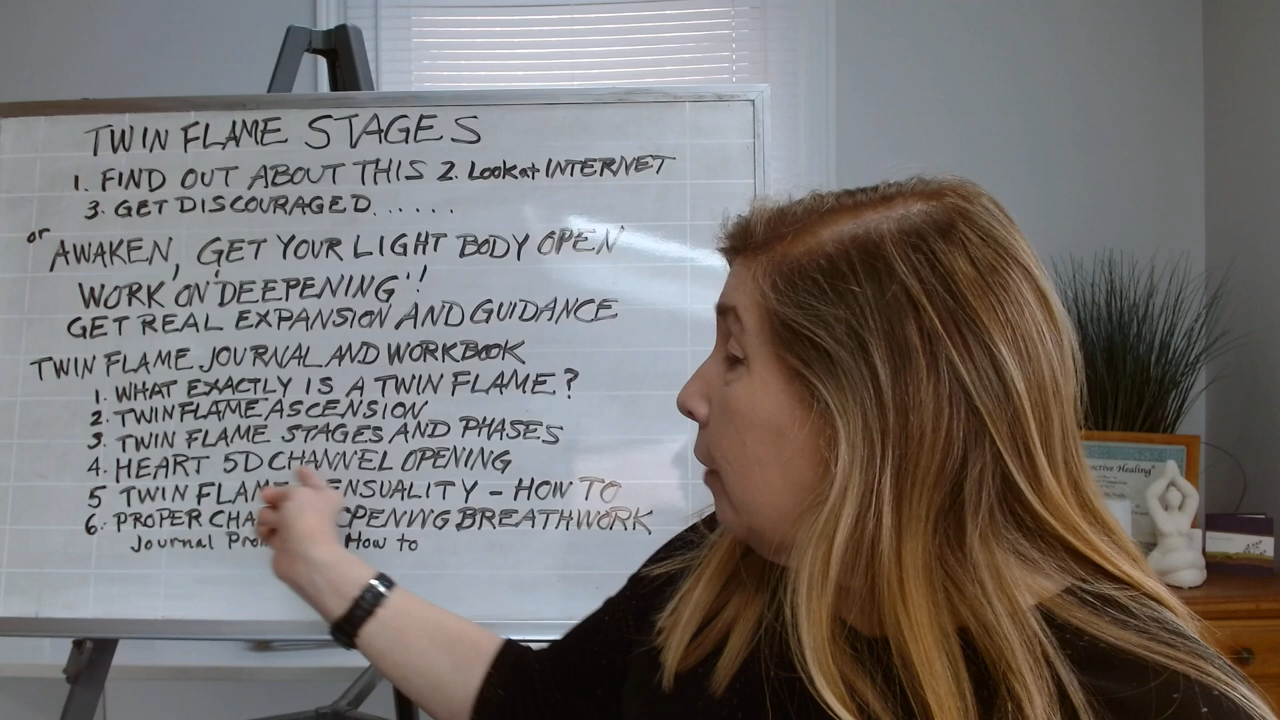 TWIN FLAME STAGES
1. FIND OUT ABOUT THIS 2. Look at INTERNET
3. GET DISCOURAGED......
or AWAKEN, GET YOUR LIGHT BODY OPEN
WORK ON "DEEPENING"!
GET REAL EXPANSION AND GUIDANCE
TWIN FLAME JOURNAL AND WORKBOOK
1. WHAT EXACTLY IS A TWIN FLAME?
2. TWIN FLAME ASCENSION
3. TWIN FLAME STAGES AND PHASES
4. HEART 5D CHANNEL OPENING
5 TWIN FLAME - HOW TO
6. PROPER BREATHWORK
Journal How to
Healing"